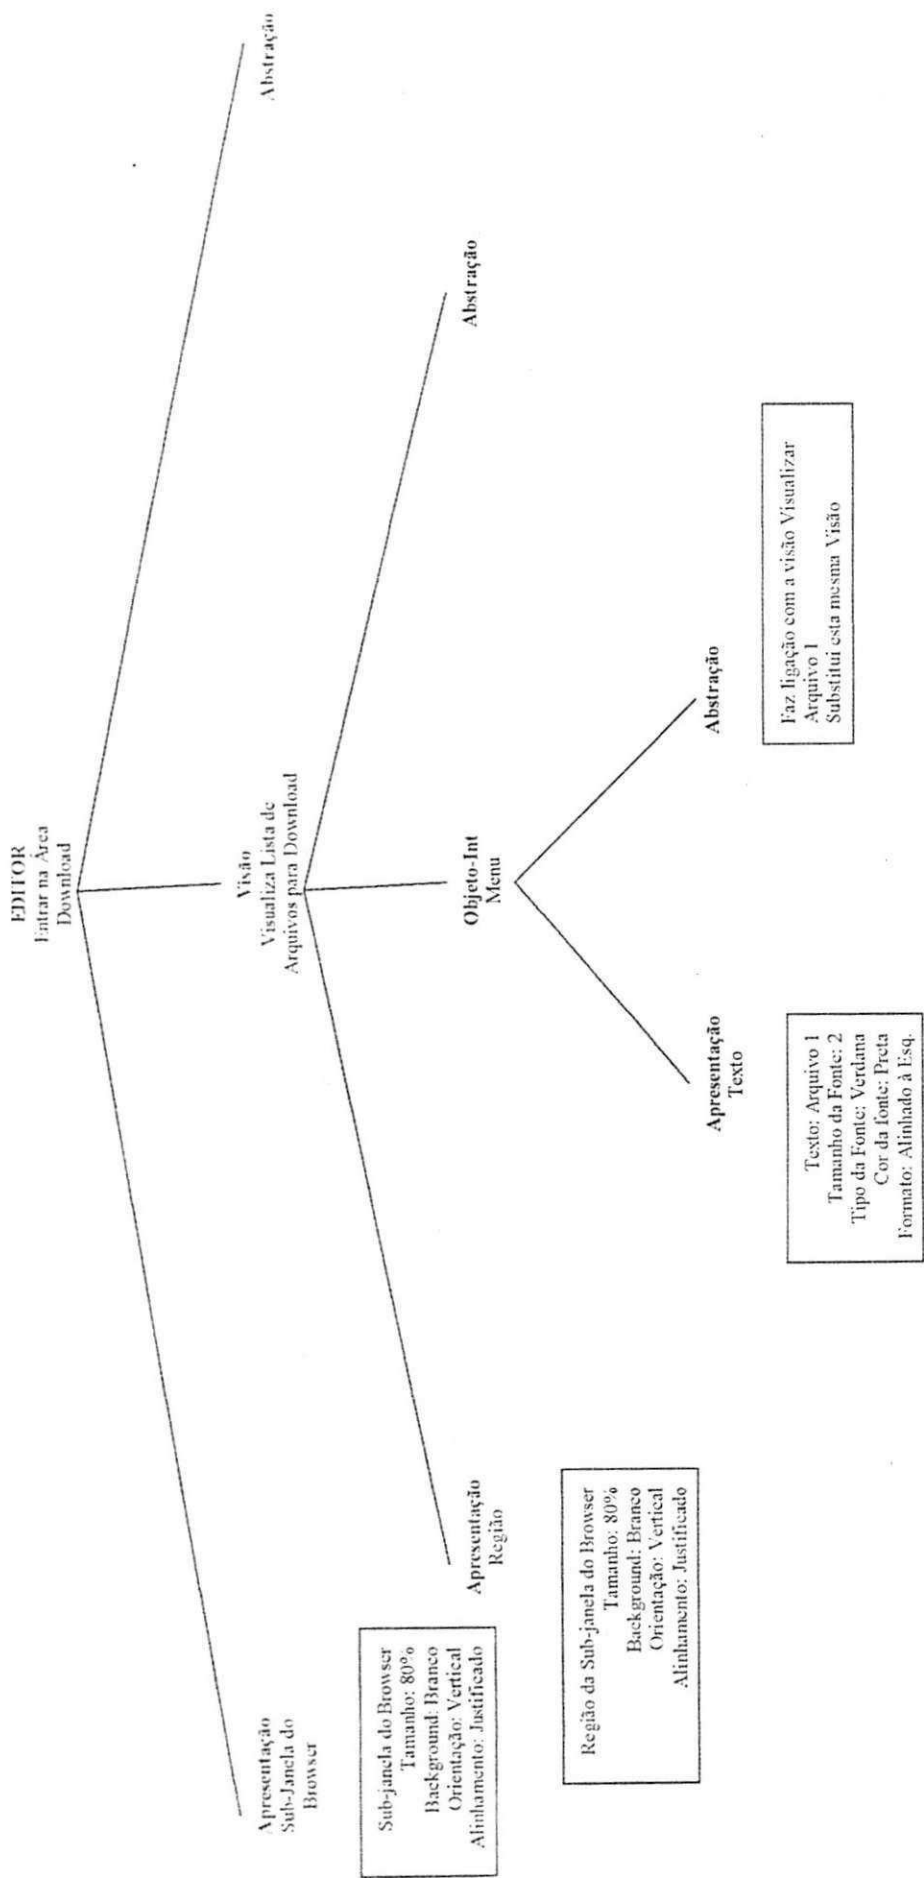 EDITOR
Entrar na Área
Download
Apresentação
Sub-Janela do
Browser
Visão
Visualiza Lista de
Arquivos para Download
Abstração
Sub-janela do Browser
Tamanho: 80%
Background: Branco
Orientação: Vertical
Alinhamento: Justificado
Apresentação
Região
Objeto-Int
Menu
Abstração
Região da Sub-janela do Browser
Tamanho: 80%
Background: Branco
Orientação: Vertical
Alinhamento: Justificado
Apresentação
Texto
Abstração
Texto: Arquivo 1
Tamanho da Fonte: 2
Tipo da Fonte: Verdana
Cor da fonte: Preta
Formato: Alinhado à Esq.
Faz ligação com a visão Visualizar
Arquivo 1
Substitui esta mesma Visão